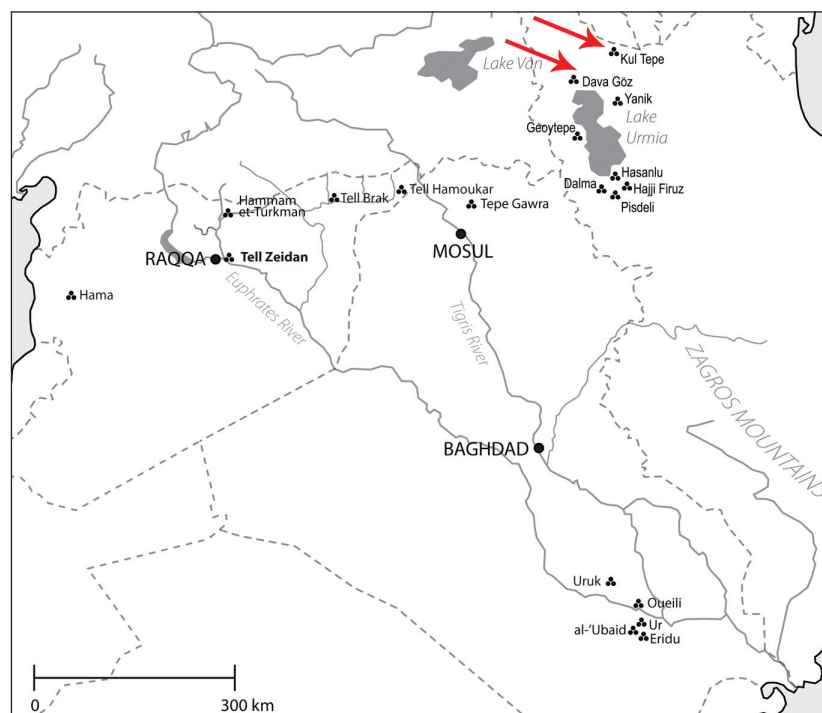 Kul Tepe
Lake Van
Dava Göz
Yanik
Lake
Urmia
Geoytepe
Hasanlu
Dalma
Hajji Firuz
Pisdeli
Tell Hamoukar
Tell Brak
Tepe Gawra
Hammam
et-Turkman
MOSUL
RAQQA
Tell Zeidan
Hama
Euphrates River
Tigris River
ZAGROS MOUNTAINS
BAGHDAD
Uruk
Oueili
Ur
al-'Ubaid
Eridu
0
300 km